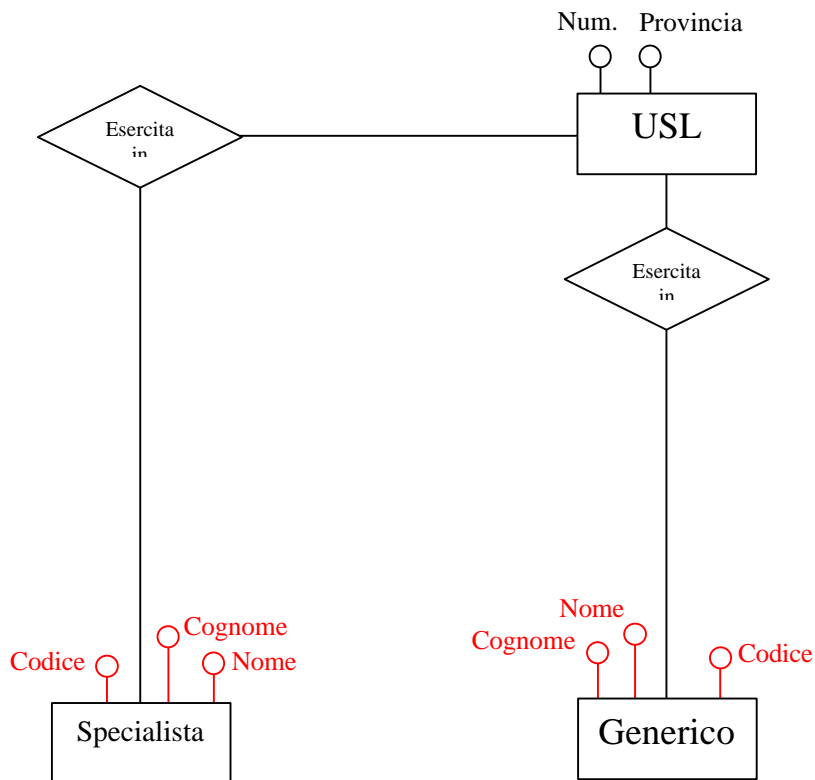 Num. Provincia
USL
Esercita
in
Esercita
in
Nome
Cognome
Codice
Cognome
Codice
Nome
Specialista
Generico